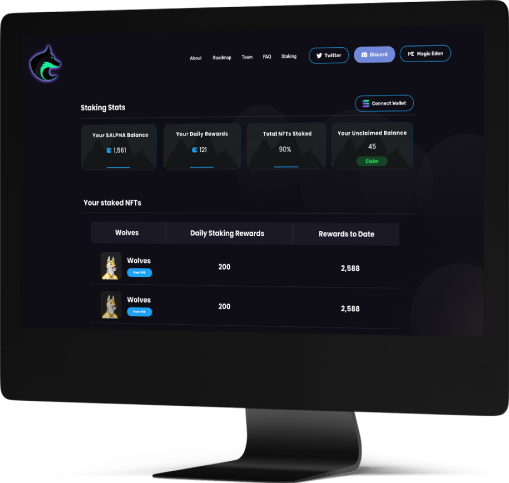 About Roadmap Team FAQ Staking Twitter Discord Magic Eden
Staking Stats
Connect Wallet
Your $ALPHA Balance Your Daily Rewards Total NFTs Staked Your Unclaimed Balance
1,561 121 90% 45
Claim
Your staked NFTs
Wolves Daily Staking Rewards Rewards to Date
Wolves 200 2,588
Wolves 200 2,588